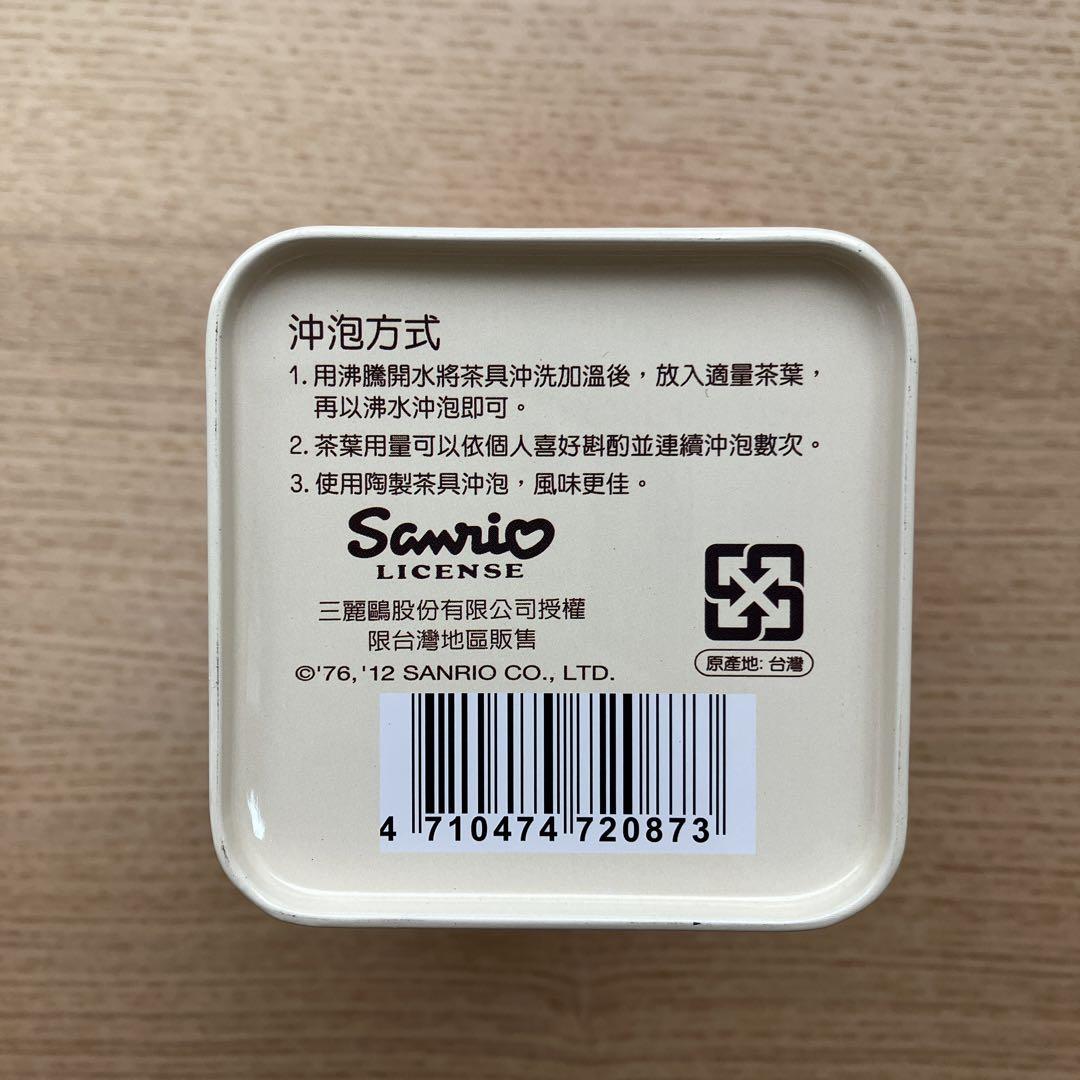 沖泡方式
1. 用沸騰開水將茶具沖洗加溫後，放入適量茶葉，
再以沸水沖泡即可。
2. 茶葉用量可以依個人喜好斟酌並連續沖泡數次。
3. 使用陶製茶具沖泡，風味更佳。
Sanrio
LICENSE
三麗鷗股份有限公司授權
限台灣地區販售
©'76, '12 SANRIO CO., LTD.
原產地: 台灣
4 710474 720873